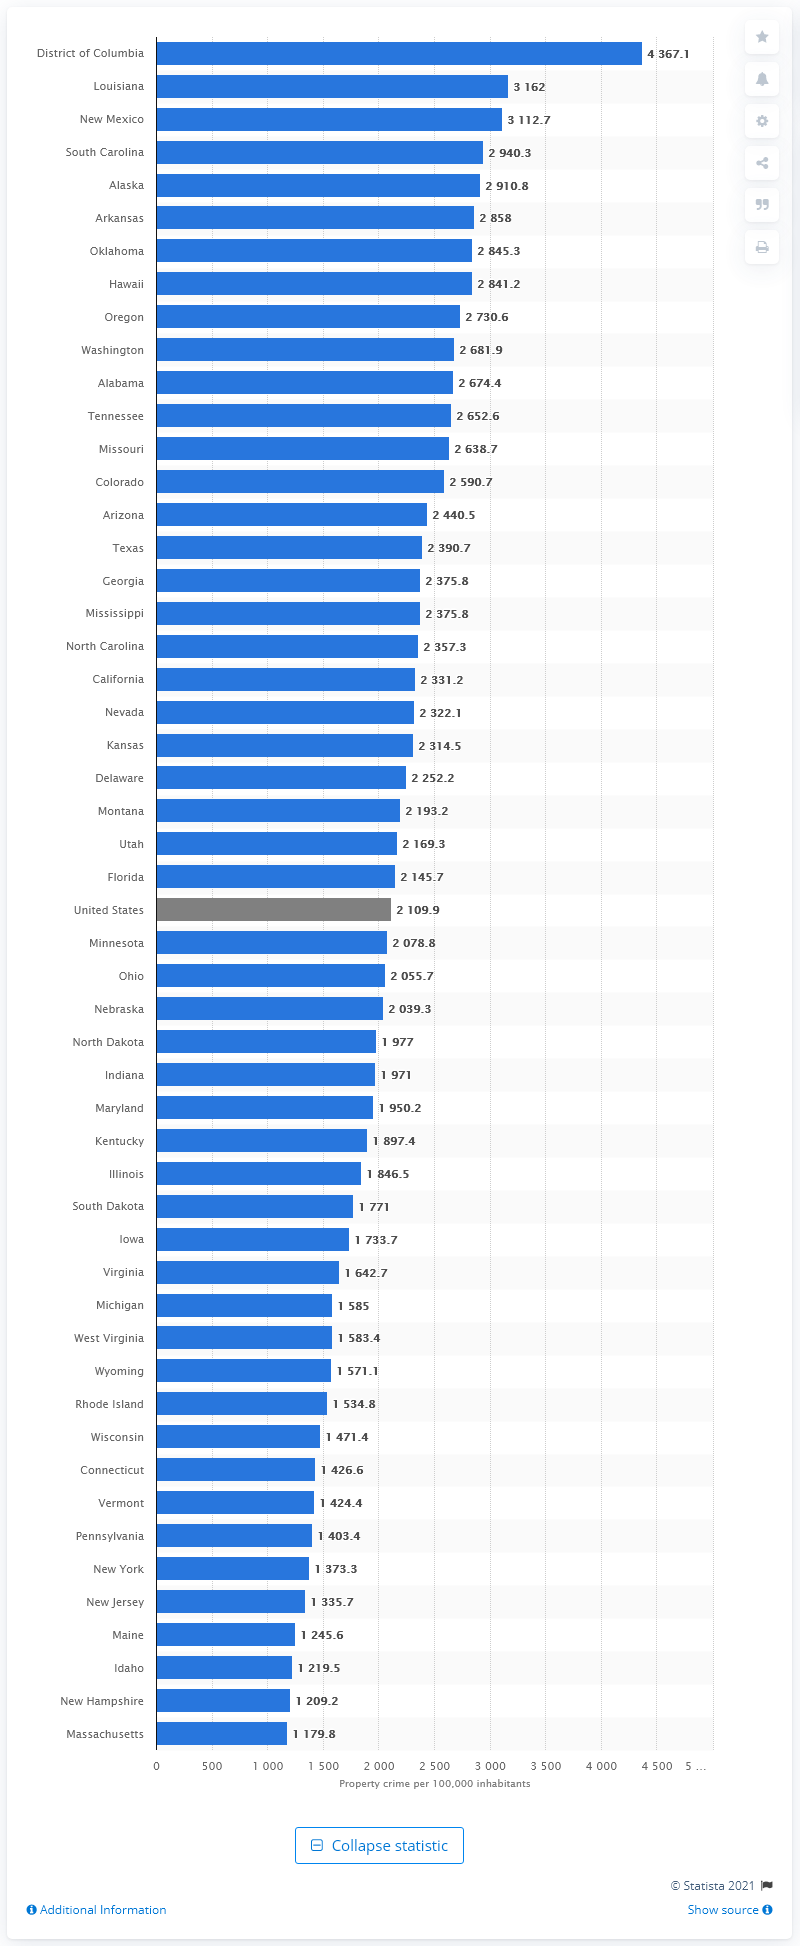 District of Columbia 4 367.1
Louisiana 3 162
New Mexico 3 112.7
South Carolina 2 940.3
Alaska 2 910.8
Arkansas 2 858
Oklahoma 2 845.3
Hawaii 2 841.2
Oregon 2 730.6
Washington 2 681.9
Alabama 2 674.4
Tennessee 2 652.6
Missouri 2 638.7
Colorado 2 590.7
Arizona 2 440.5
Texas 2 390.7
Georgia 2 375.8
Mississippi 2 375.8
North Carolina 2 357.3
California 2 331.2
Nevada 2 322.1
Kansas 2 314.5
Delaware 2 252.2
Montana 2 193.2
Utah 2 169.3
Florida 2 145.7
United States 2 109.9
Minnesota 2 078.8
Ohio 2 055.7
Nebraska 2 039.3
North Dakota 1 977
Indiana 1 971
Maryland 1 950.2
Kentucky 1 897.4
Illinois 1 846.5
South Dakota 1 771
Iowa 1 733.7
Virginia 1 642.7
Michigan 1 585
West Virginia 1 583.4
Wyoming 1 571.1
Rhode Island 1 534.8
Wisconsin 1 471.4
Connecticut 1 426.6
Vermont 1 424.4
Pennsylvania 1 403.4
New York 1 373.3
New Jersey 1 335.7
Maine 1 245.6
Idaho 1 219.5
New Hampshire 1 209.2
Massachusetts 1 179.8
0 500 1 000 1 500 2 000 2 500 3 000 3 500 4 000 4 500 5 ...
Property crime per 100,000 inhabitants
Collapse statistic
© Statista 2021
Additional Information Show source